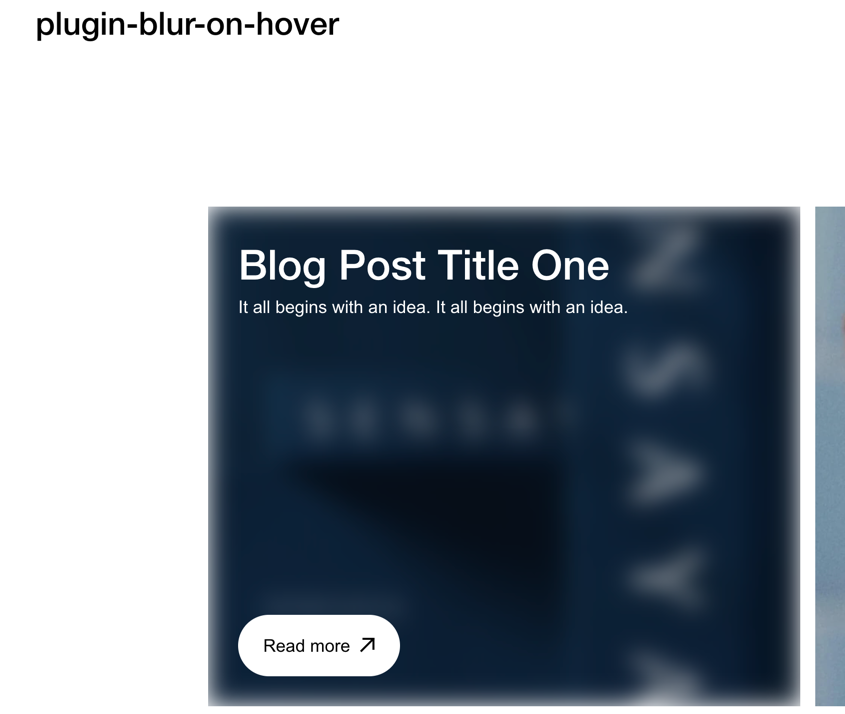 plugin-blur-on-hover
Blog Post Title One
It all begins with an idea. It all begins with an idea.
SENSA
Read more